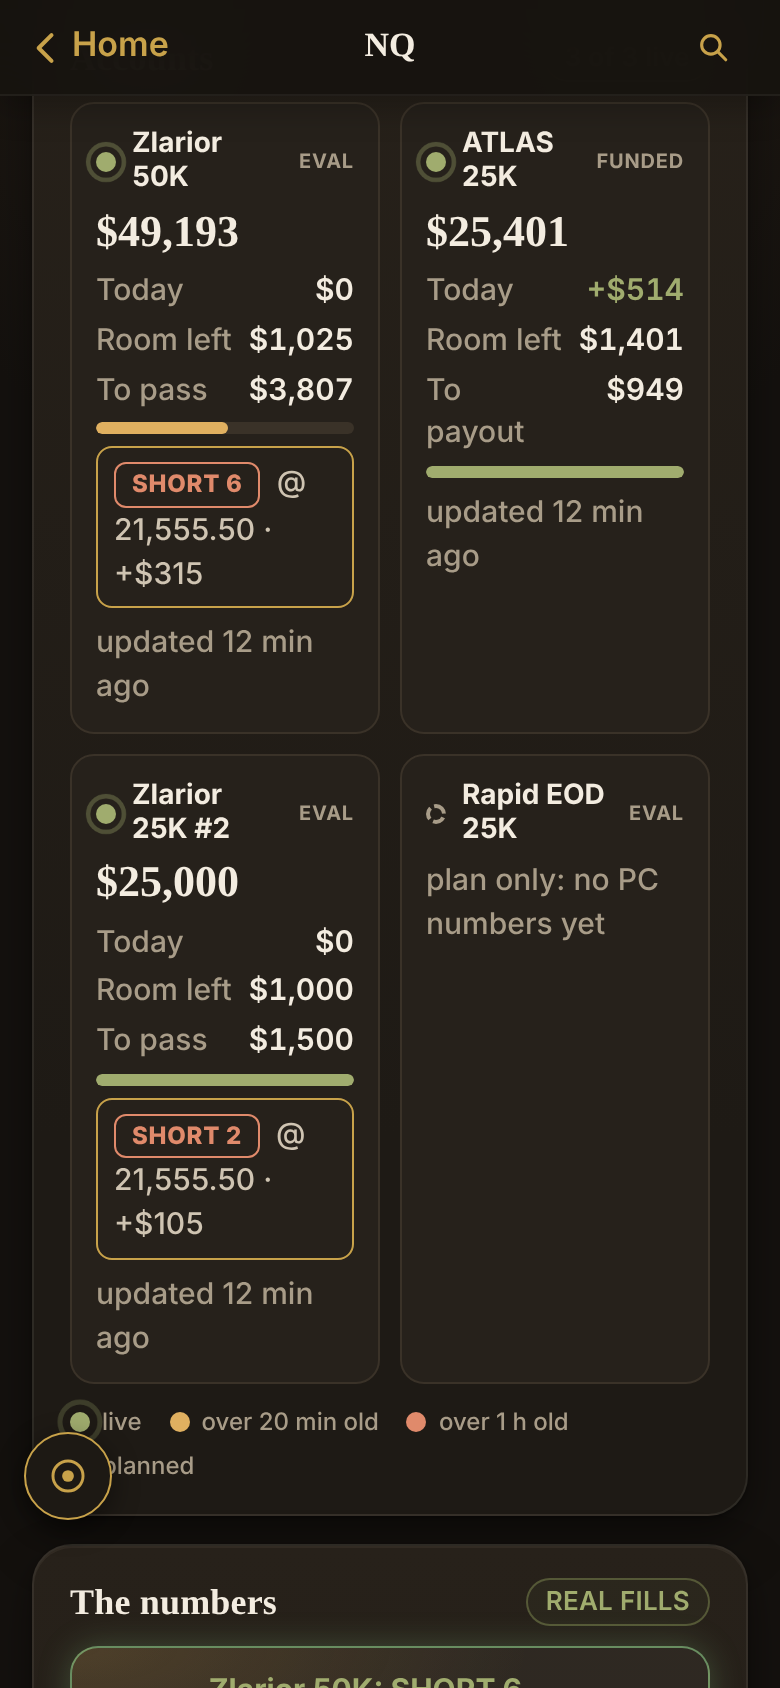 Home
NQ
Zlarior
50K
EVAL
$49,193
Today $0
Room left $1,025
To pass $3,807
SHORT 6 @
21,555.50 ·
+$315
updated 12 min
ago
ATLAS
25K
FUNDED
$25,401
Today +$514
Room left $1,401
To $949
payout
updated 12 min
ago
Zlarior
25K #2
EVAL
$25,000
Today $0
Room left $1,000
To pass $1,500
SHORT 2 @
21,555.50 ·
+$105
updated 12 min
ago
Rapid EOD
25K
EVAL
plan only: no PC
numbers yet
live over 20 min old over 1 h old
planned
The numbers
REAL FILLS
Zlarior 50K: SHORT 6